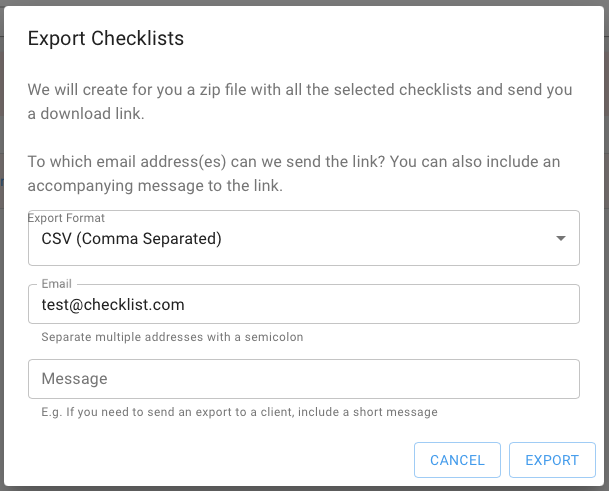 Export Checklists
We will create for you a zip file with all the selected checklists and send you
a download link.
To which email address(es) can we send the link? You can also include an
accompanying message to the link.
Export Format
CSV (Comma Separated)
Email
test@checklist.com
Separate multiple addresses with a semicolon
Message
E.g. If you need to send an export to a client, include a short message
CANCEL EXPORT